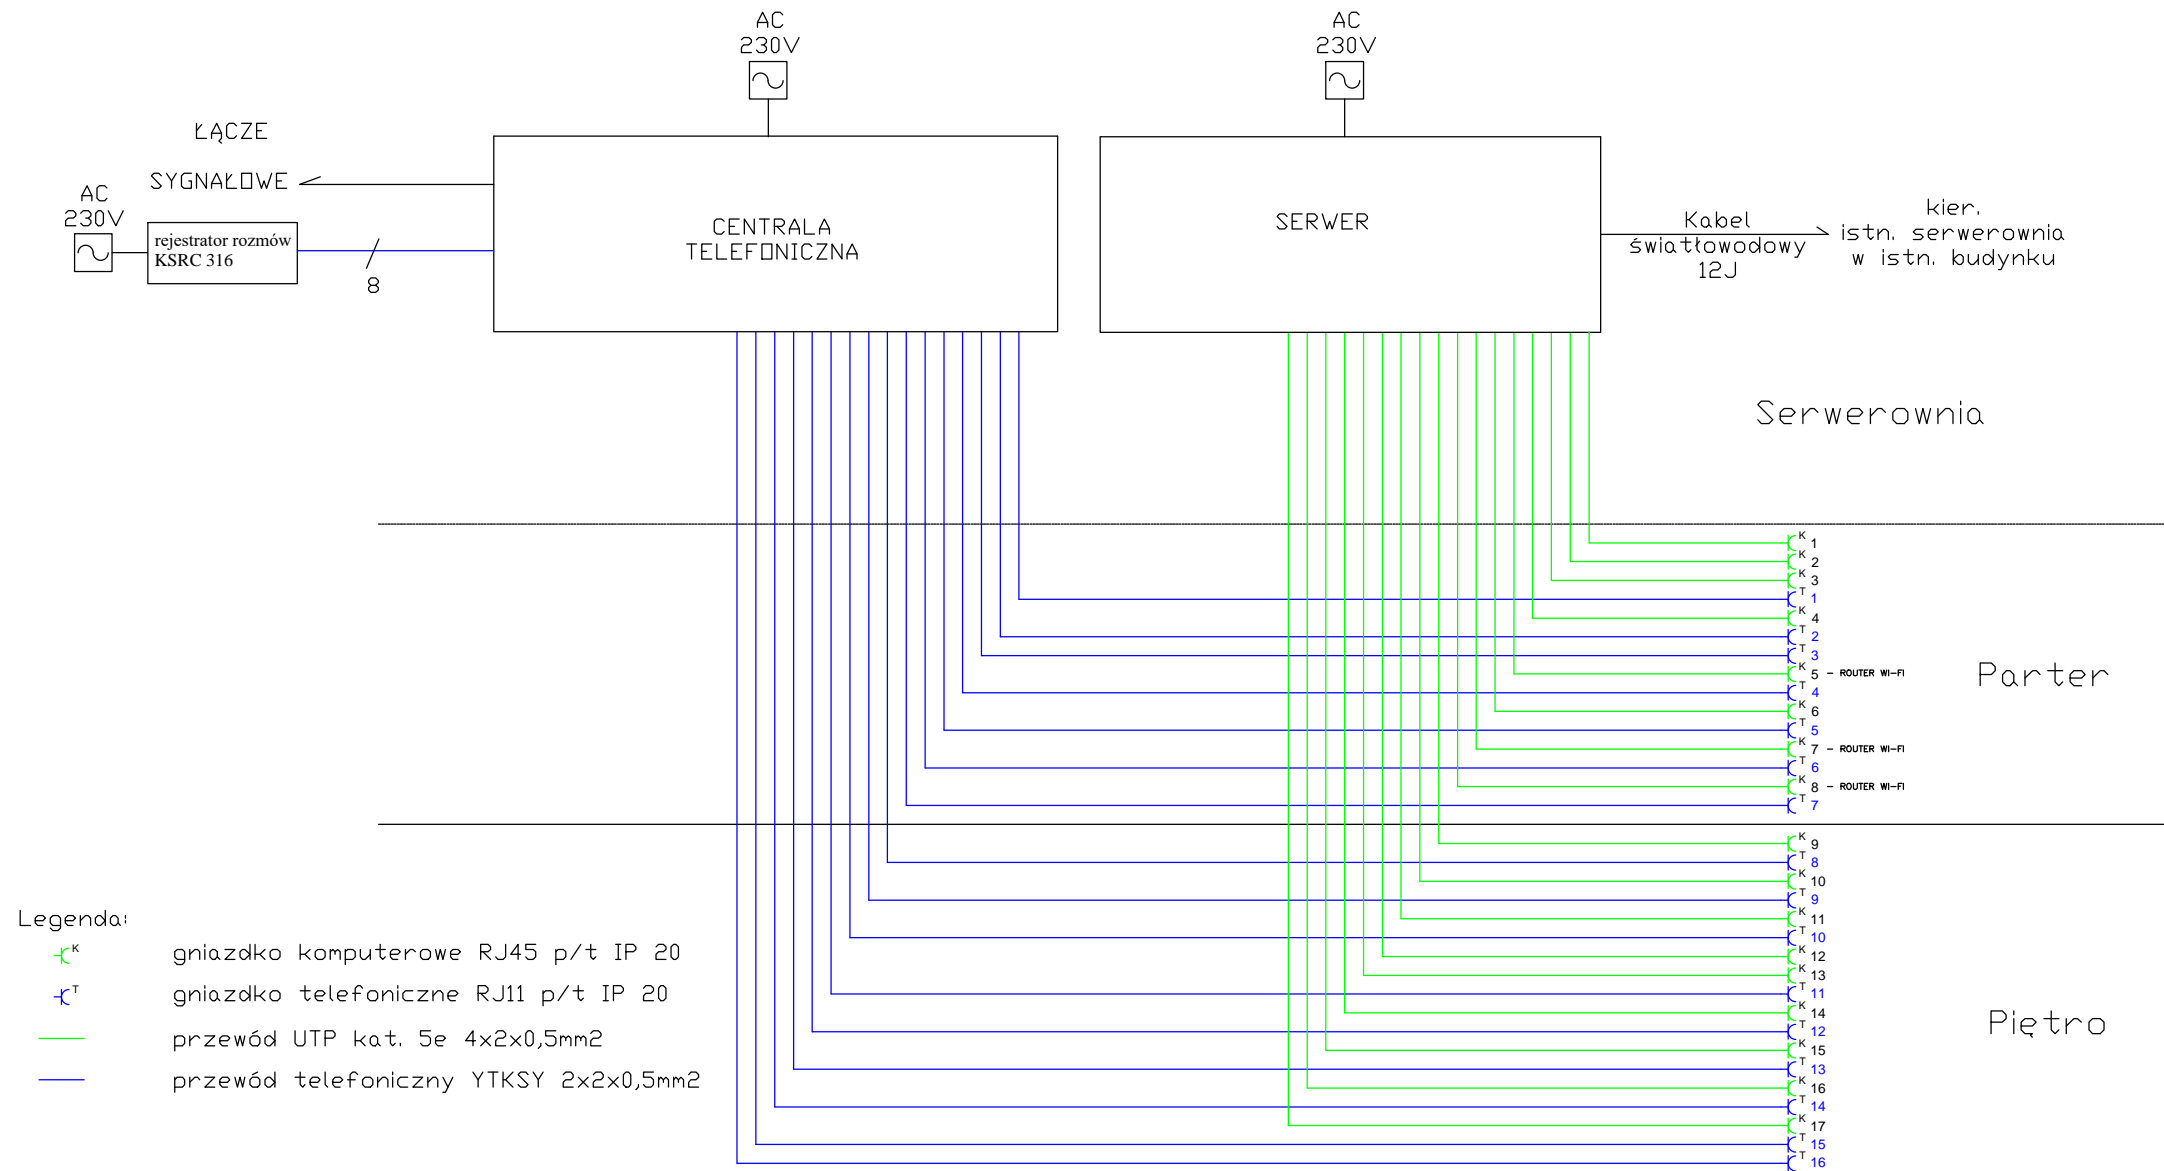 AC
230V
AC
230V
ŁĄCZE
SYGNAŁOWE
AC
230V
rejestrator rozmów
KSRC 316
8
CENTRALA
TELEFONICZNA
SERWER
Kabel
światłowodowy
12J
kier.
istn. serwerownia
w istn. budynku
Serwerownia
K 1
K 2
K 3
T 1
K 4
T 2
T 3
K 5 - ROUTER WI-FI
T 4
K 6
T 5
K 7 - ROUTER WI-FI
T 6
K 8 - ROUTER WI-FI
T 7
Parter
K 9
T 8
K 10
T 9
K 11
T 10
K 12
K 13
T 11
K 14
T 12
K 15
T 13
K 16
T 14
K 17
T 15
T 16
Piętro
Legenda:
K gniazdko komputerowe RJ45 p/t IP 20
T gniazdko telefoniczne RJ11 p/t IP 20
przewód UTP kat. 5e 4x2x0,5mm2
przewód telefoniczny YTKSY 2x2x0,5mm2